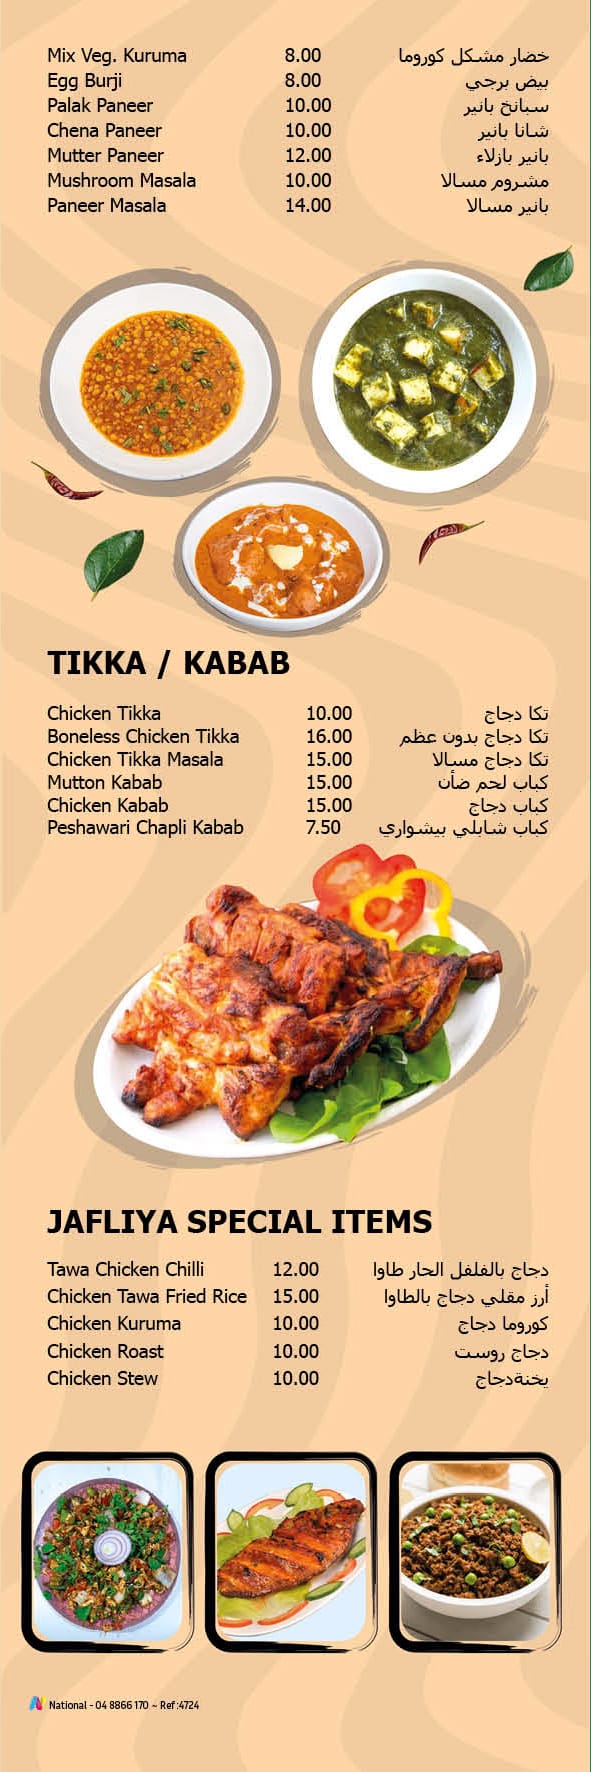 Mix Veg. Kuruma 8.00 خضار مشكل كوروما
Egg Burji 8.00 بيض برجي
Palak Paneer 10.00 سبانخ بانير
Chena Paneer 10.00 شانا بانير
Mutter Paneer 12.00 بانير بازلاء
Mushroom Masala 10.00 مشروم مسالا
Paneer Masala 14.00 بانير مسالا
TIKKA / KABAB
Chicken Tikka 10.00 تكا دجاج
Boneless Chicken Tikka 16.00 تكا دجاج بدون عظم
Chicken Tikka Masala 15.00 تكا دجاج مسالا
Mutton Kabab 15.00 كباب لحم ضأن
Chicken Kabab 15.00 كباب دجاج
Peshawari Chapli Kabab 7.50 كباب شابلي بيشواري
JAFLIYA SPECIAL ITEMS
Tawa Chicken Chilli 12.00 دجاج بالفلفل الحار طاوا
Chicken Tawa Fried Rice 15.00 أرز مقلي دجاج بالطاوا
Chicken Kuruma 10.00 كوروما دجاج
Chicken Roast 10.00 دجاج روست
Chicken Stew 10.00 يخنةدجاج
National - 04 8866 170 ~ Ref :4724